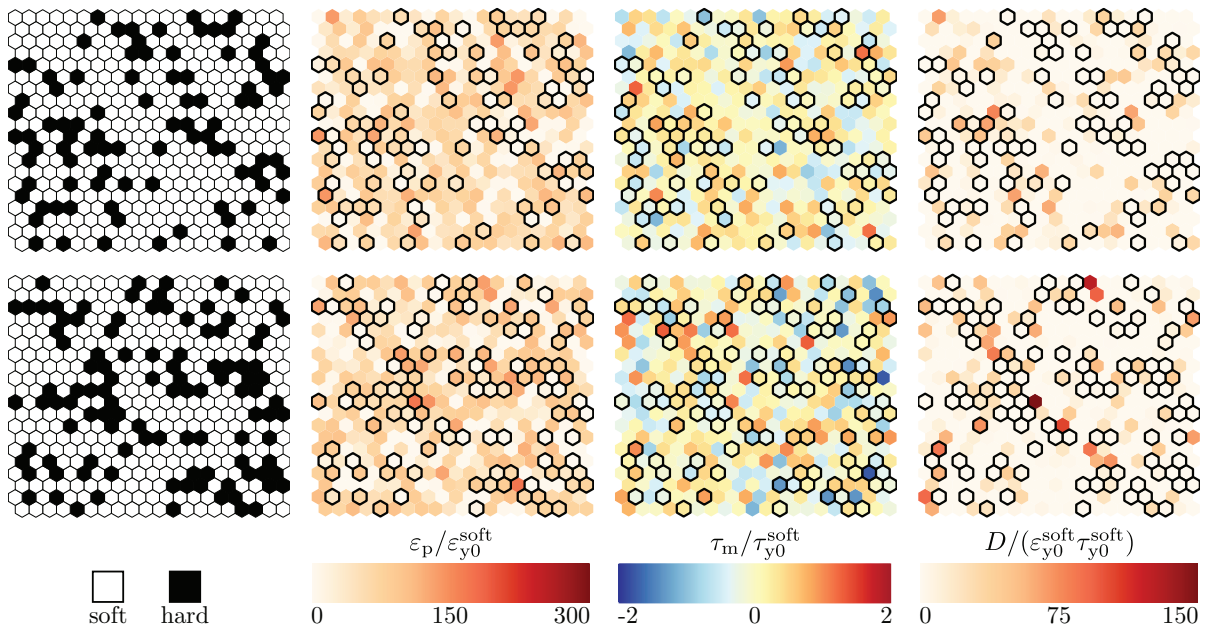 ε_p/ε_y0^soft
τ_m/τ_y0^soft
D/(ε_y0^soft τ_y0^soft)
soft hard
0 150 300
-2 0 2
0 75 150